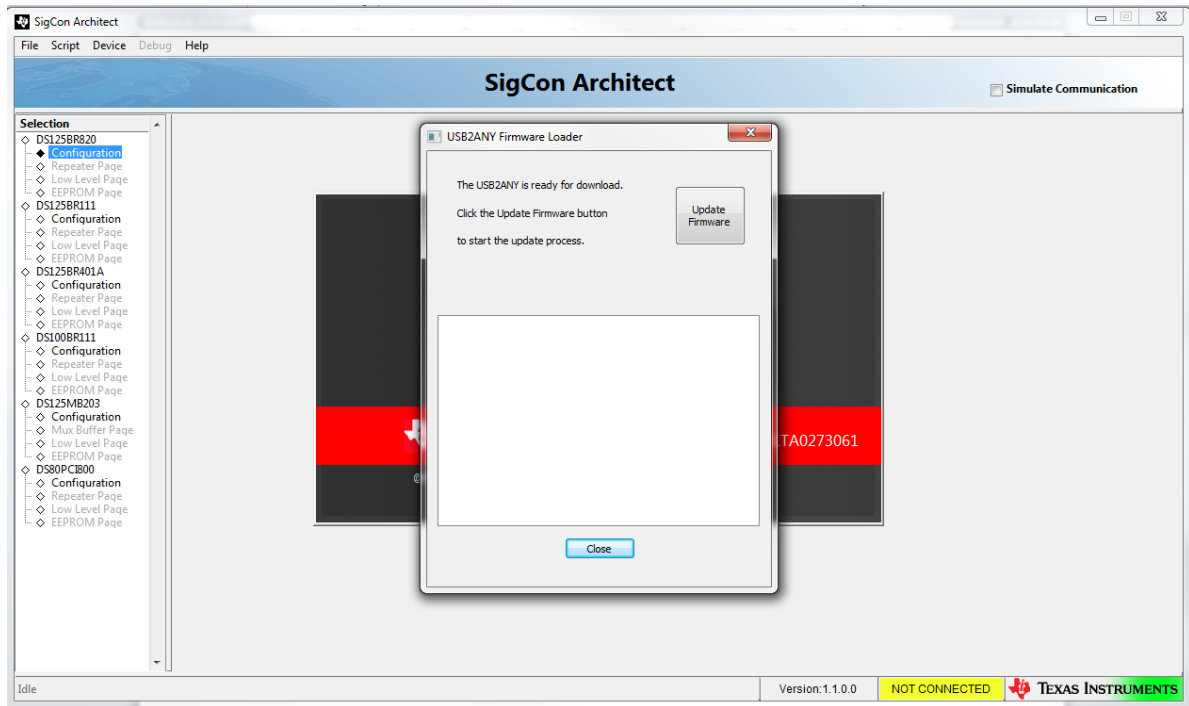 SigCon Architect
File Script Device Debug Help
SigCon Architect
Simulate Communication
Selection
DS125BR820
Configuration
Repeater Page
Low Level Page
EEPROM Page
DS125BR111
Configuration
Repeater Page
Low Level Page
EEPROM Page
DS125BR401A
Configuration
Repeater Page
Low Level Page
EEPROM Page
DS100BR111
Configuration
Repeater Page
Low Level Page
EEPROM Page
DS125MB203
Configuration
Mux Buffer Page
Low Level Page
EEPROM Page
DS80PCI800
Configuration
Repeater Page
Low Level Page
EEPROM Page
USB2ANY Firmware Loader
The USB2ANY is ready for download.
Click the Update Firmware button
to start the update process.
Update
Firmware
TA0273061
Close
Idle
Version:1.1.0.0
NOT CONNECTED
TEXAS INSTRUMENTS